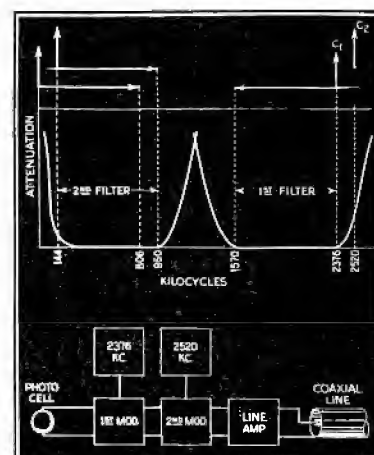 C2
C1
ATTENUATION
2ND FILTER
1ST FILTER
144
806
950
1570
2376
2520
KILOCYCLES
2376 KC
2520 KC
PHOTO CELL
1ST MOD.
2ND MOD.
LINE AMP
COAXIAL LINE